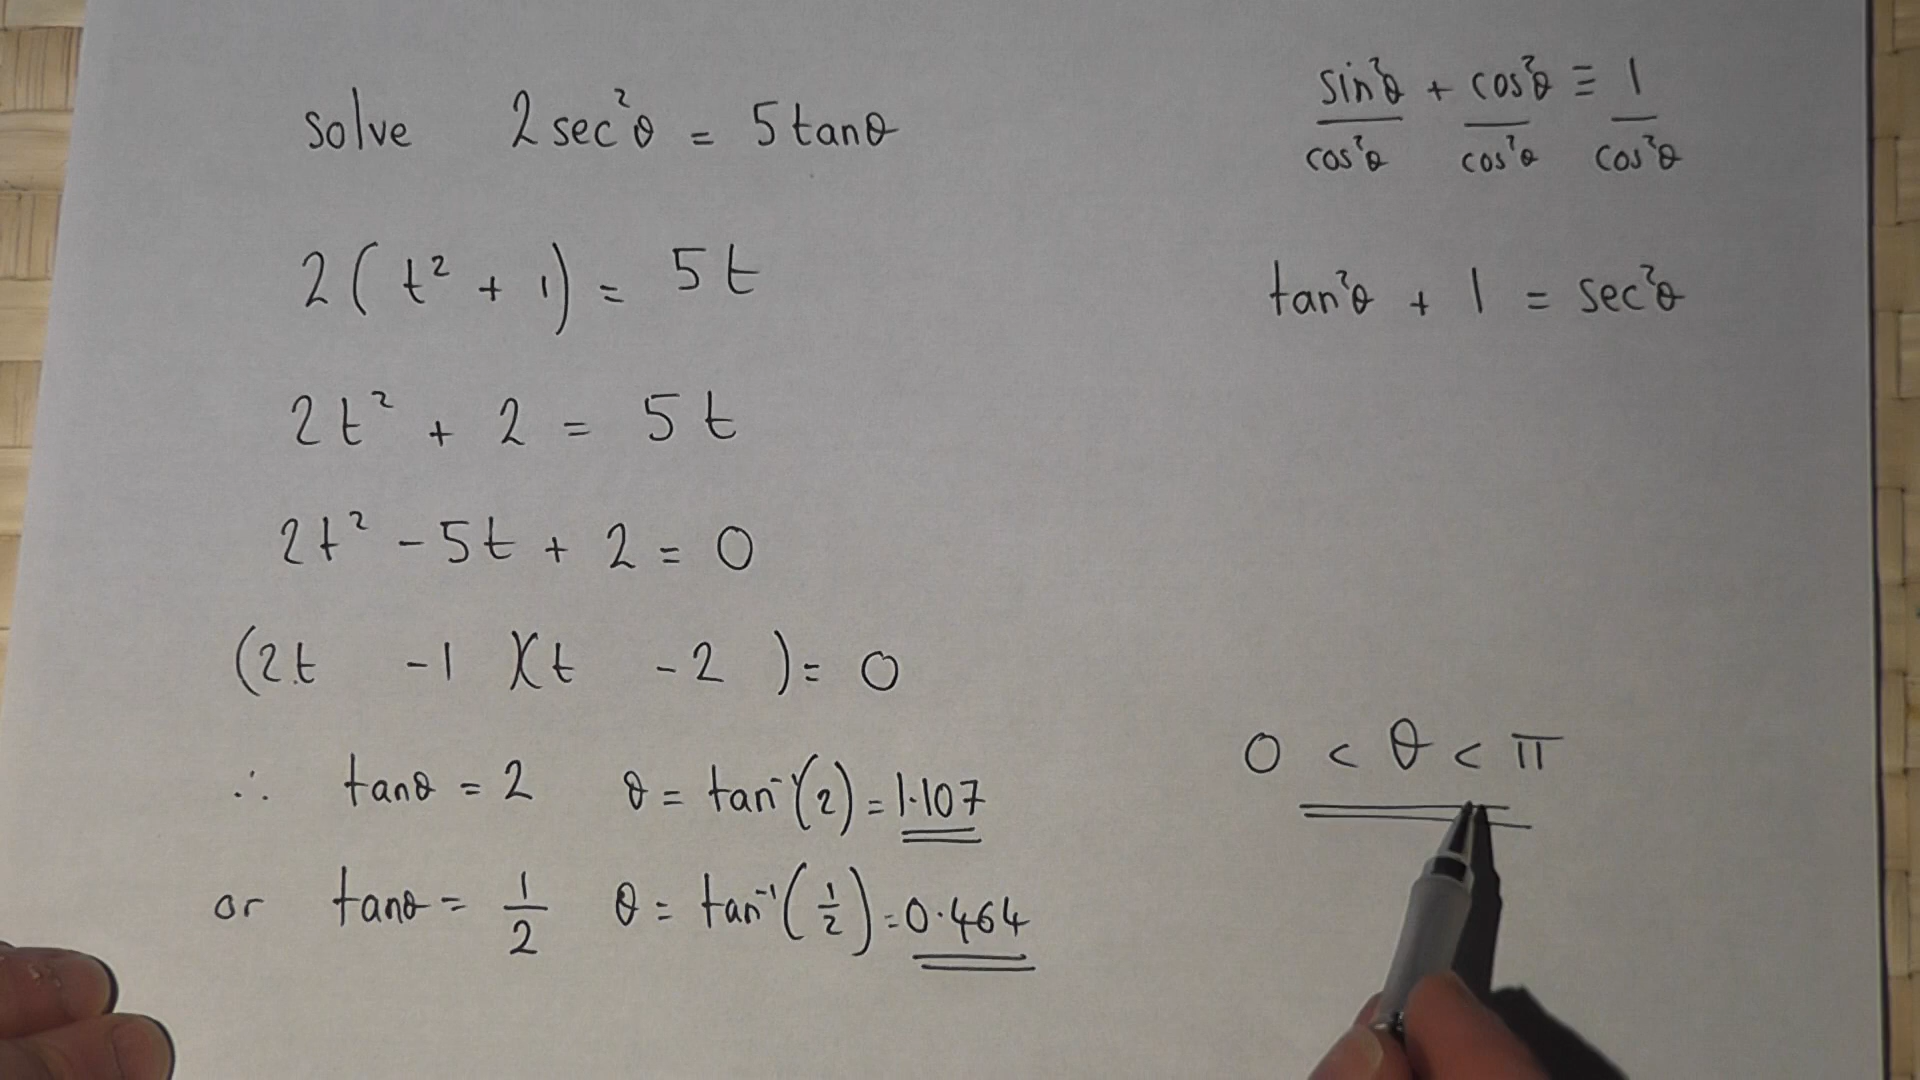 solve 2sec²θ = 5tanθ
2(t² + 1) = 5t
2t² + 2 = 5t
2t² - 5t + 2 = 0
(2t - 1)(t - 2) = 0
∴ tanθ = 2 θ = tan⁻¹(2) = 1.107
or tanθ = 1/2 θ = tan⁻¹(1/2) = 0.464
sin²θ/cos²θ + cos²θ/cos²θ ≡ 1/cos²θ
tan²θ + 1 = sec²θ
0 < θ < π